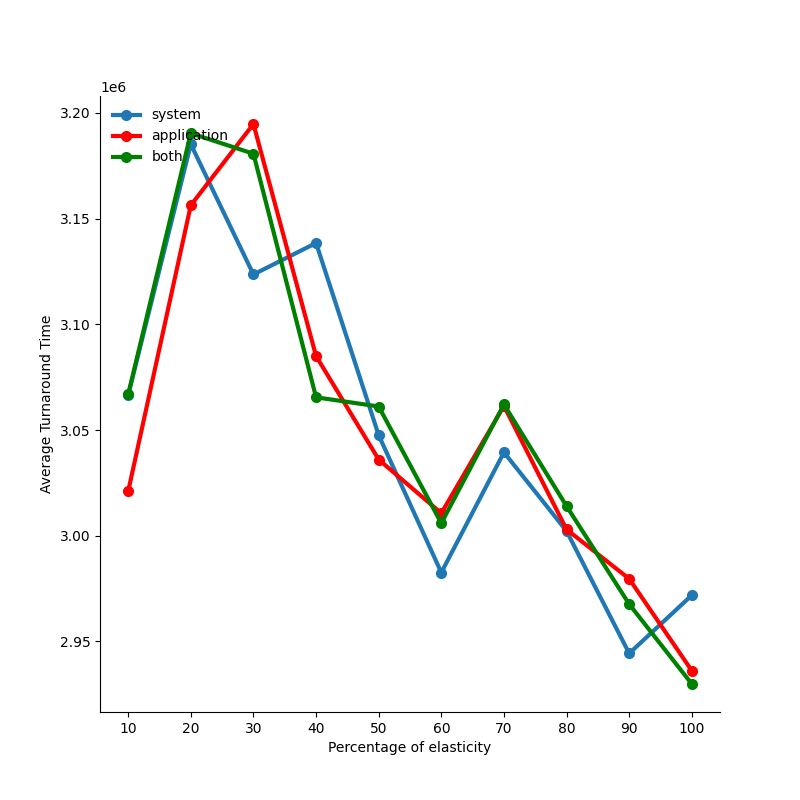 1e6
3.20
3.15
3.10
3.05
3.00
2.95
Average Turnaround Time
system
application
both
10 20 30 40 50 60 70 80 90 100
Percentage of elasticity